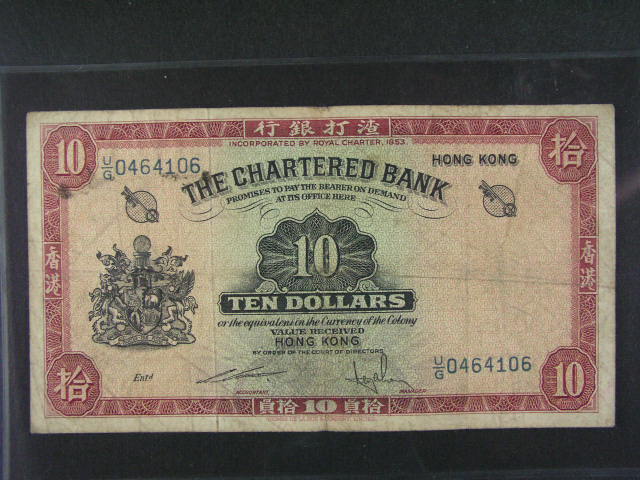 行銀打渣
INCORPORATED BY ROYAL CHARTER, 1853.
10
拾
U/G 0464106
HONG KONG
THE CHARTERED BANK
PROMISES TO PAY THE BEARER ON DEMAND
AT ITS OFFICE HERE
10
香港
香港
TEN DOLLARS
or the equivalent in the Currency of the Colony
VALUE RECEIVED
HONG KONG
BY ORDER OF THE COURT OF DIRECTORS
U/G 0464106
Entd
拾
10
ACCOUNTANT
MANAGER
員拾10員拾